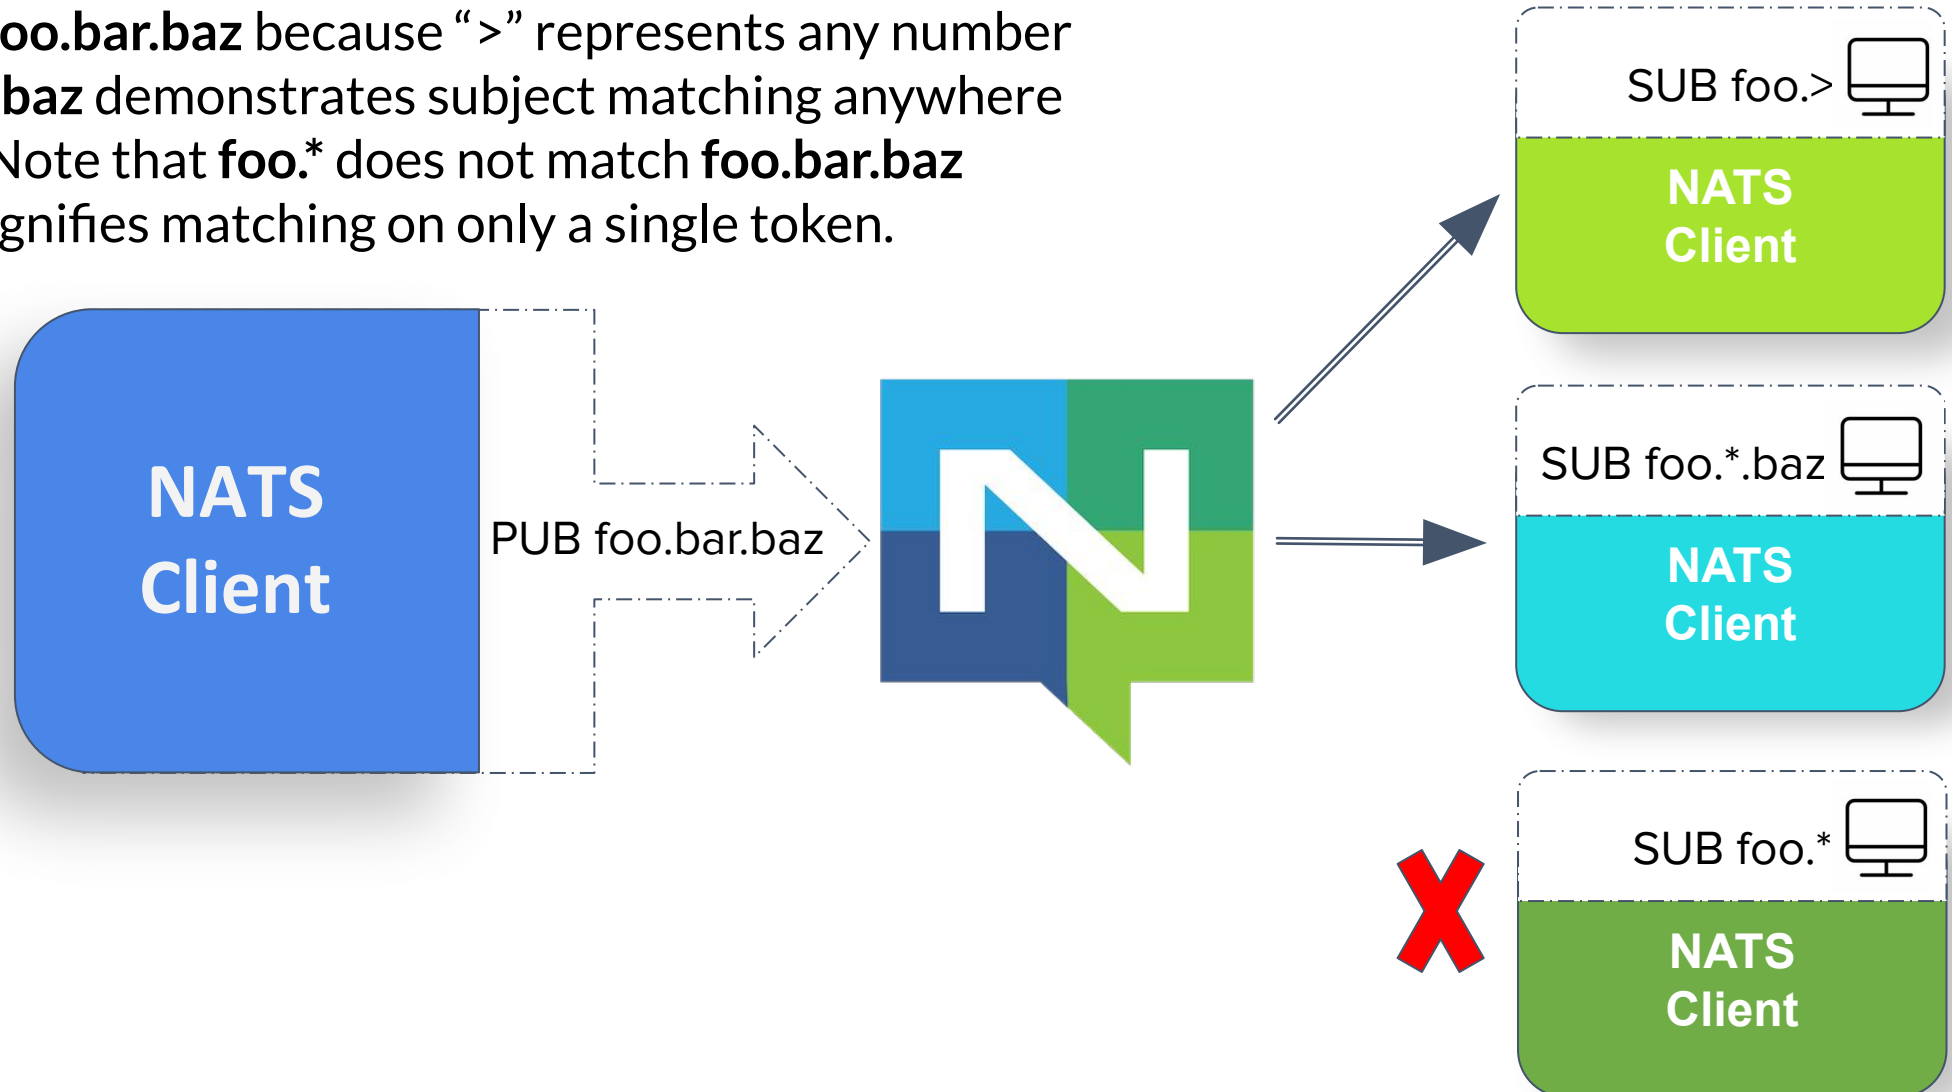 oo.bar.baz because “>” represents any number
baz demonstrates subject matching anywhere
Note that foo.* does not match foo.bar.baz
gnifies matching on only a single token.
SUB foo.>
NATS
Client
NATS
Client
PUB foo.bar.baz
N
SUB foo.*.baz
NATS
Client
SUB foo.*
NATS
Client